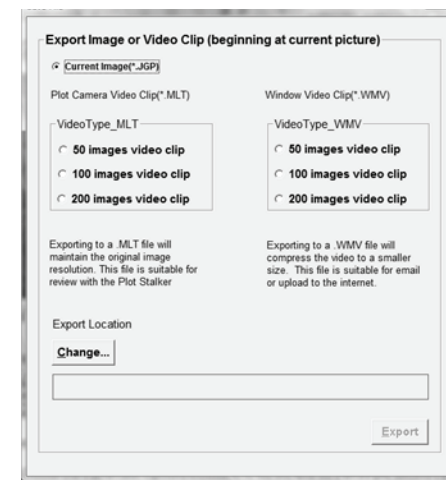 Export Image or Video Clip (beginning at current picture)
Current Image(*.JGP)
Plot Camera Video Clip(*.MLT)
VideoType_MLT
50 images video clip
100 images video clip
200 images video clip
Exporting to a .MLT file will
maintain the original image
resolution. This file is suitable for
review with the Plot Stalker
Window Video Clip(*.WMV)
VideoType_WMV
50 images video clip
100 images video clip
200 images video clip
Exporting to a .WMV file will
compress the video to a smaller
size. This file is suitable for email
or upload to the internet.
Export Location
Change...
Export